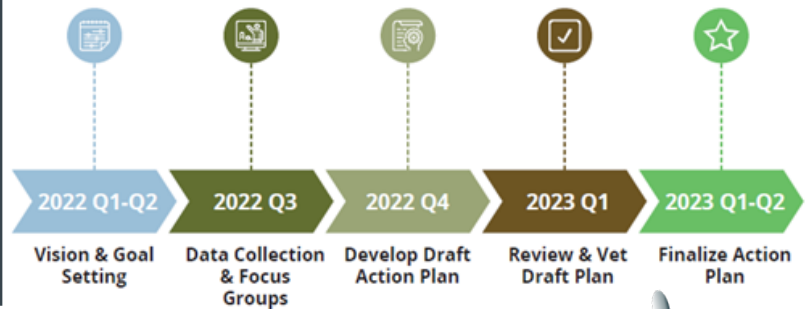 2022 Q1-Q2
2022 Q3
2022 Q4
2023 Q1
2023 Q1-Q2
Vision & Goal
Setting
Data Collection
& Focus
Groups
Develop Draft
Action Plan
Review & Vet
Draft Plan
Finalize Action
Plan